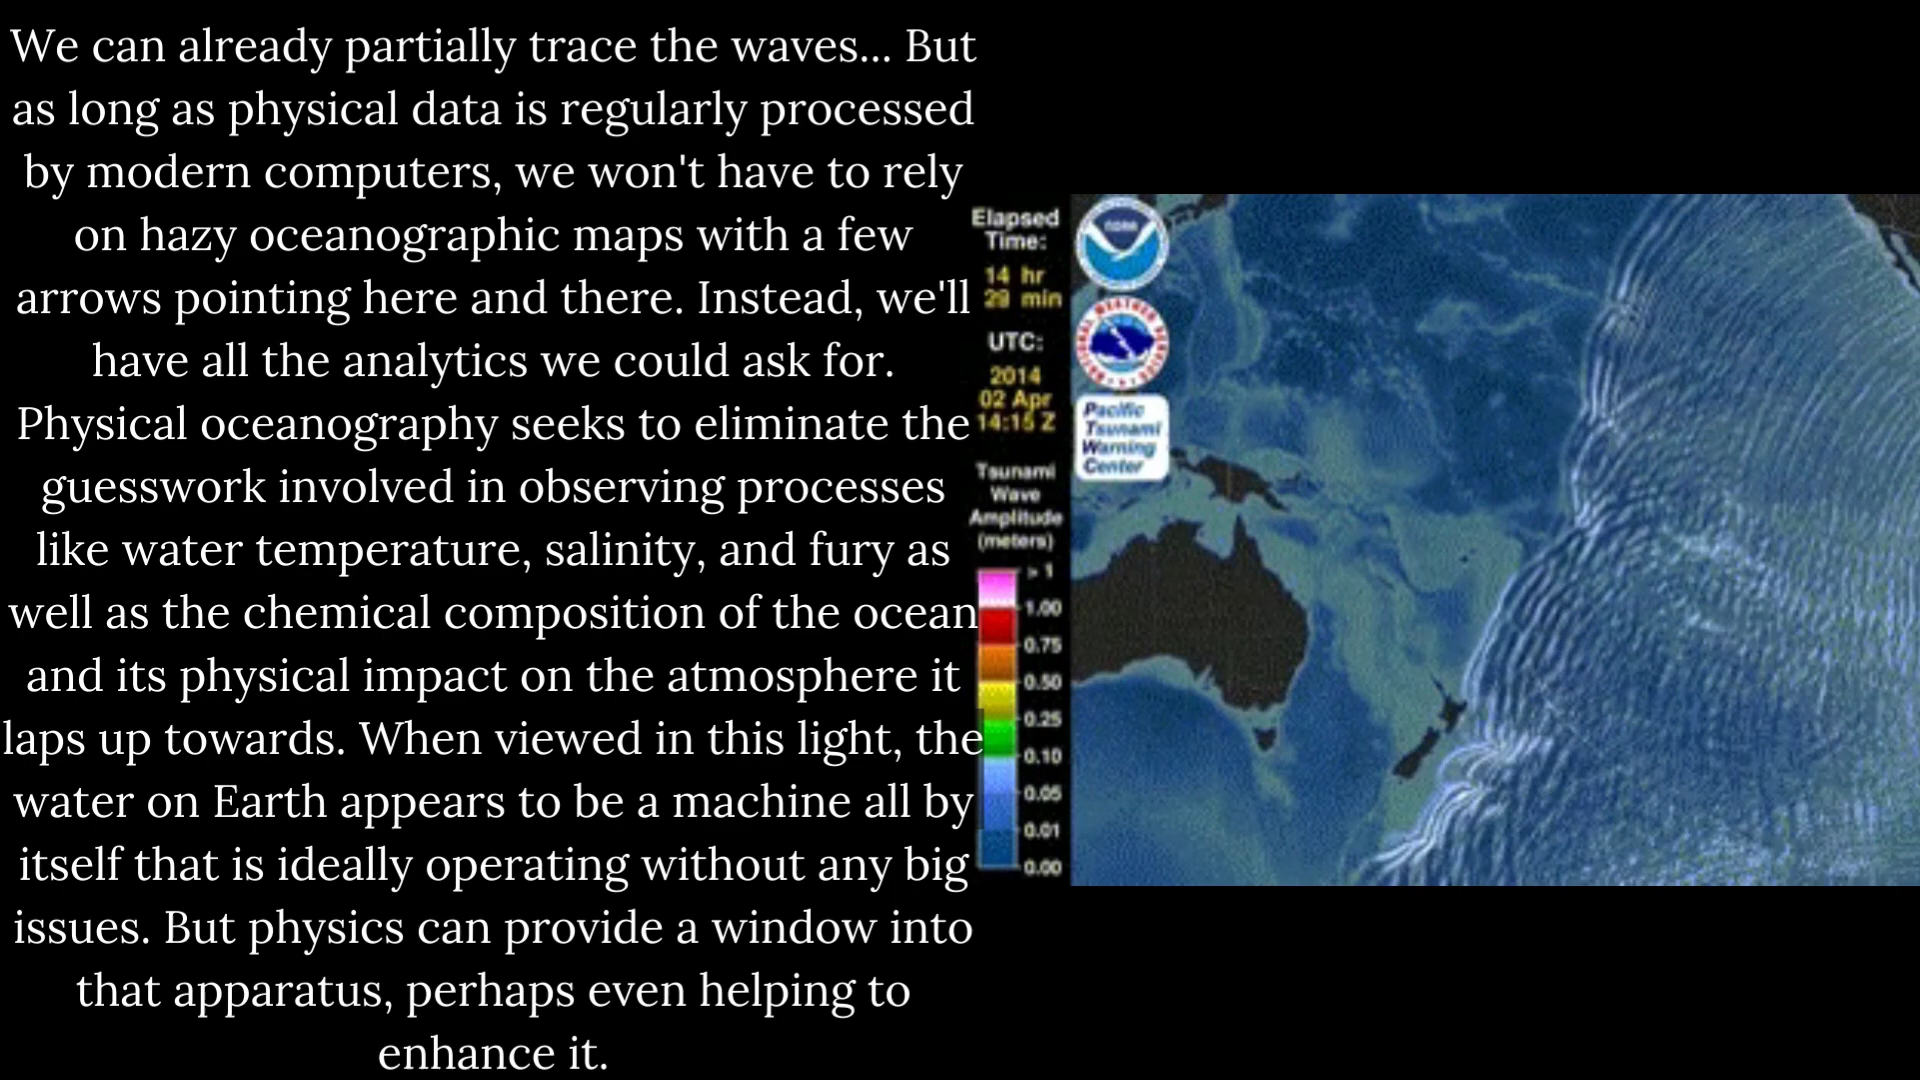 We can already partially trace the waves... But
as long as physical data is regularly processed
by modern computers, we won't have to rely
on hazy oceanographic maps with a few
arrows pointing here and there. Instead, we'll
have all the analytics we could ask for.
Physical oceanography seeks to eliminate the
guesswork involved in observing processes
like water temperature, salinity, and fury as
well as the chemical composition of the ocean
and its physical impact on the atmosphere it
laps up towards. When viewed in this light, the
water on Earth appears to be a machine all by
itself that is ideally operating without any big
issues. But physics can provide a window into
that apparatus, perhaps even helping to
enhance it.
Elapsed
Time:
14 hr
29 min
UTC:
2014
02 Apr
14:15 Z
Tsunami
Wave
Amplitude
(meters)
> 1
1.00
0.75
0.50
0.25
0.10
0.05
0.01
0.00
NOAA
NATIONAL WEATHER SERVICE
Pacific
Tsunami
Warning
Center